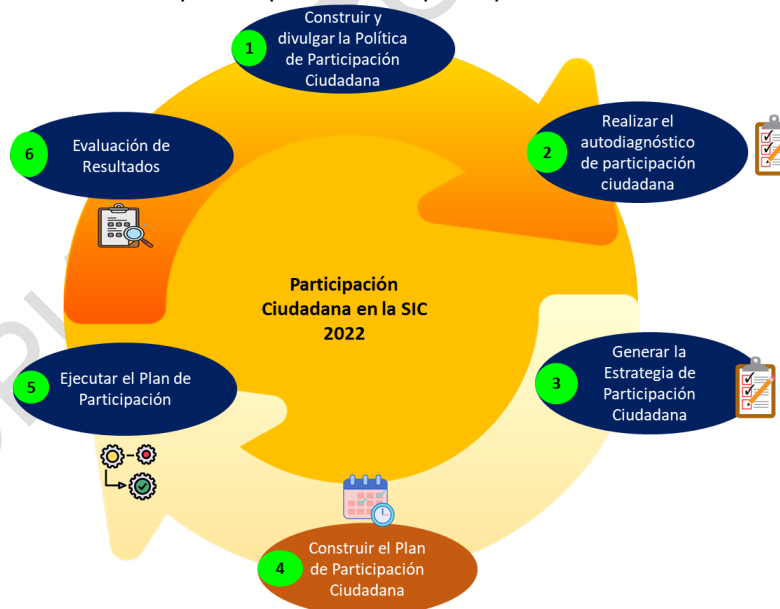 1
Construir y
divulgar la Política
de Participación
Ciudadana
2
Realizar el
autodiagnóstico
de participación
ciudadana
3
Generar la
Estrategia de
Participación
Ciudadana
4
Construir el Plan
de Participación
Ciudadana
5
Ejecutar el Plan de
Participación
6
Evaluación de
Resultados
Participación
Ciudadana en la SIC
2022